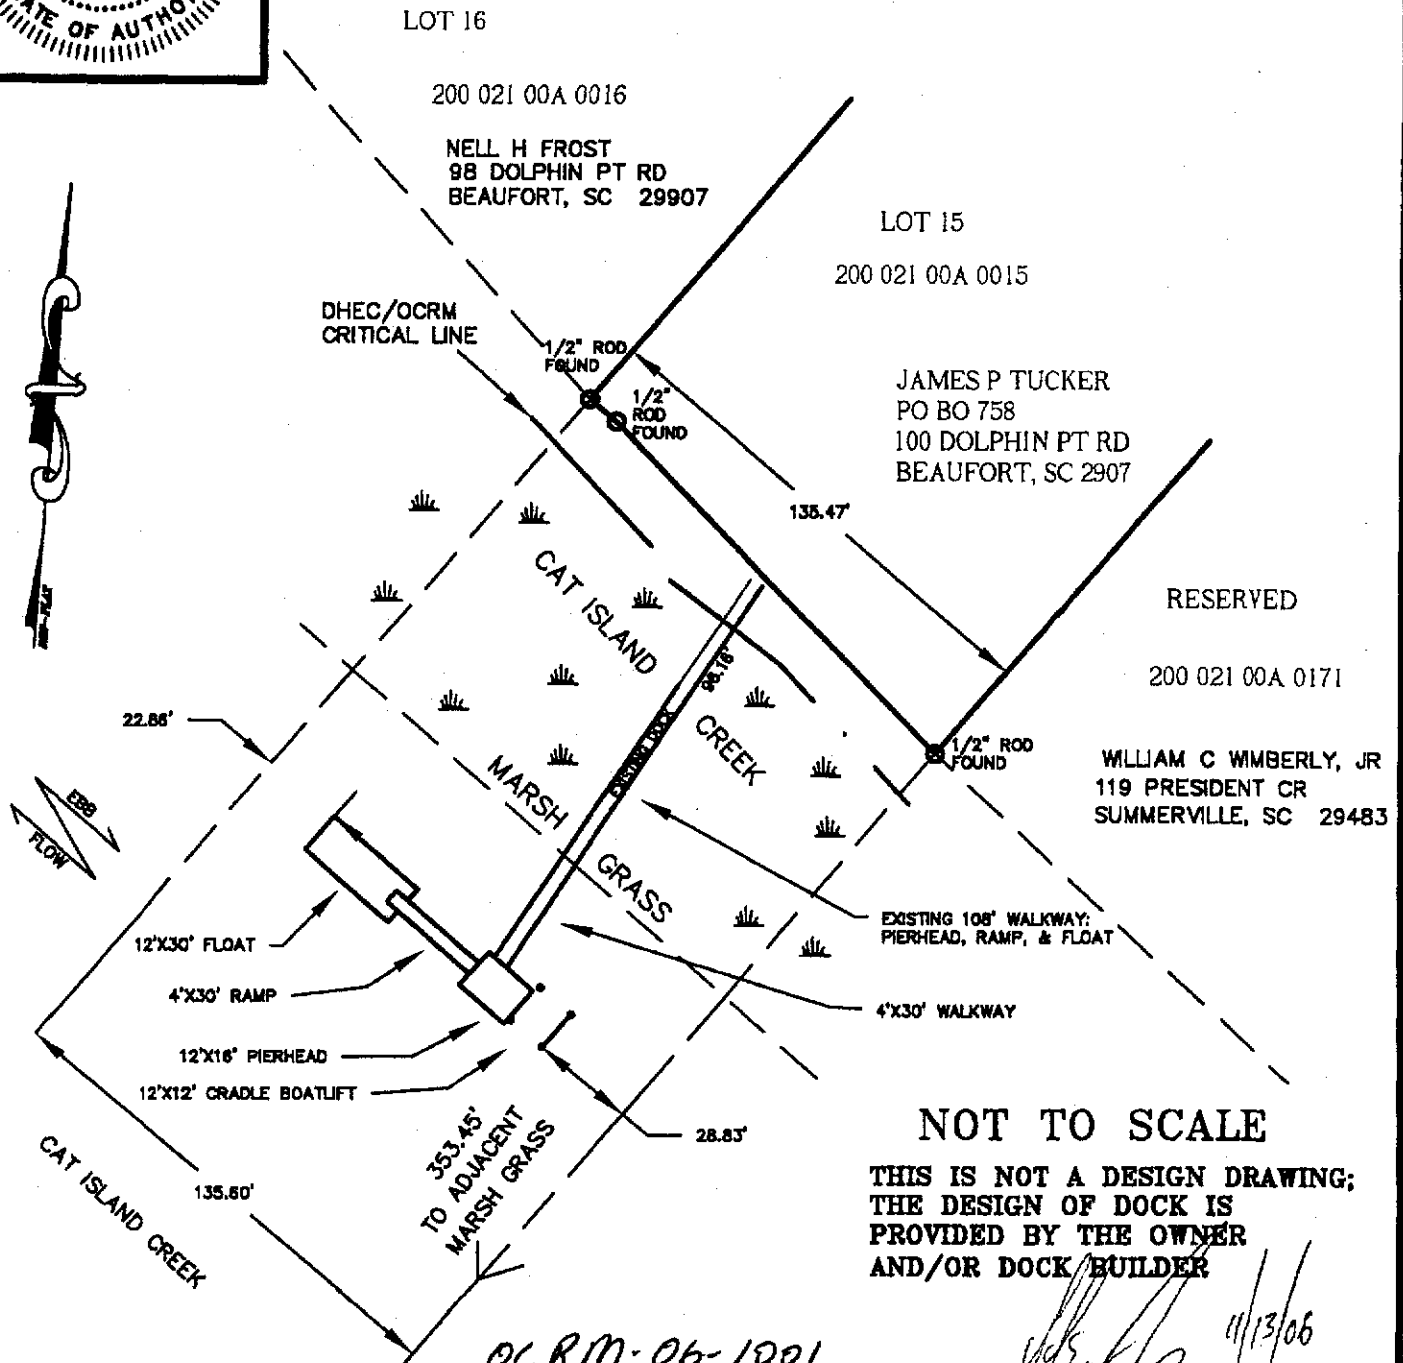 ATE OF AUTHO
LOT 16
200 021 00A 0016
NELL H FROST
98 DOLPHIN PT RD
BEAUFORT, SC 29907
LOT 15
200 021 00A 0015
DHEC/OCRM
CRITICAL LINE
1/2" ROD
FOUND
1/2"
ROD
FOUND
JAMES P TUCKER
PO BO 758
100 DOLPHIN PT RD
BEAUFORT, SC 2907
135.47'
CAT ISLAND
CREEK
RESERVED
200 021 00A 0171
98.16'
EXISTING DOCK
22.86'
1/2" ROD
FOUND
WILLIAM C WIMBERLY, JR
119 PRESIDENT CR
SUMMERVILLE, SC 29483
EBB
FLOW
MARSH
GRASS
EXISTING 108' WALKWAY:
PIERHEAD, RAMP, & FLOAT
12'X30' FLOAT
4'X30' RAMP
4'X30' WALKWAY
12'X16' PIERHEAD
12'X12' CRADLE BOATLIFT
353.45'
TO ADJACENT
MARSH GRASS
28.83'
NOT TO SCALE
CAT ISLAND CREEK
135.60'
THIS IS NOT A DESIGN DRAWING;
THE DESIGN OF DOCK IS
PROVIDED BY THE OWNER
AND/OR DOCK BUILDER
11/13/06
OCRM-06-1001